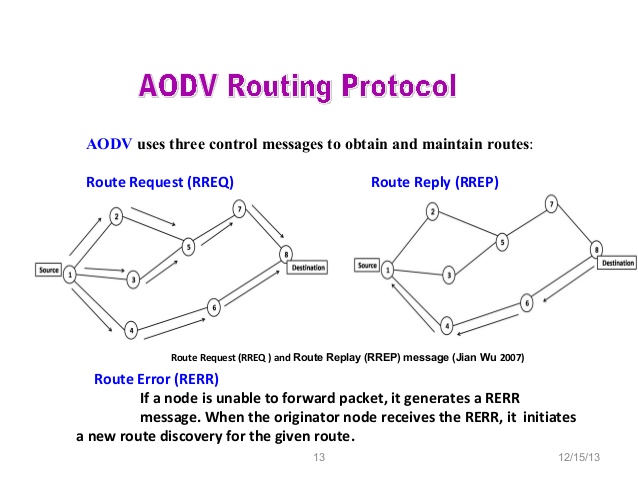 AODV Routing Protocol
AODV uses three control messages to obtain and maintain routes:
Route Request (RREQ)
Route Reply (RREP)
2
7
5
8
Source
1
3
Destination
6
4
2
7
5
8
Source
1
3
Destination
6
4
Route Request (RREQ ) and Route Replay (RREP) message (Jian Wu 2007)
Route Error (RERR)
If a node is unable to forward packet, it generates a RERR
message. When the originator node receives the RERR, it initiates
a new route discovery for the given route.
13
12/15/13